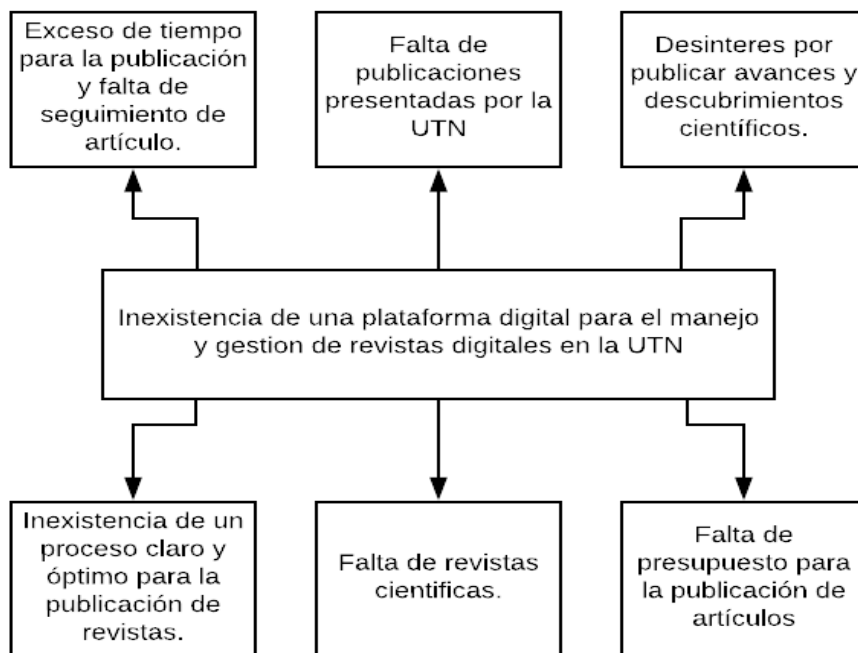 Exceso de tiempo
para la publicación
y falta de
seguimiento de
artículo.
Falta de
publicaciones
presentadas por la
UTN
Desinteres por
publicar avances y
descubrimientos
científicos.
Inexistencia de una plataforma digital para el manejo
y gestion de revistas digitales en la UTN
Inexistencia de un
proceso claro y
óptimo para la
publicación de
revistas.
Falta de revistas
cientificas.
Falta de
presupuesto para
la publicación de
artículos